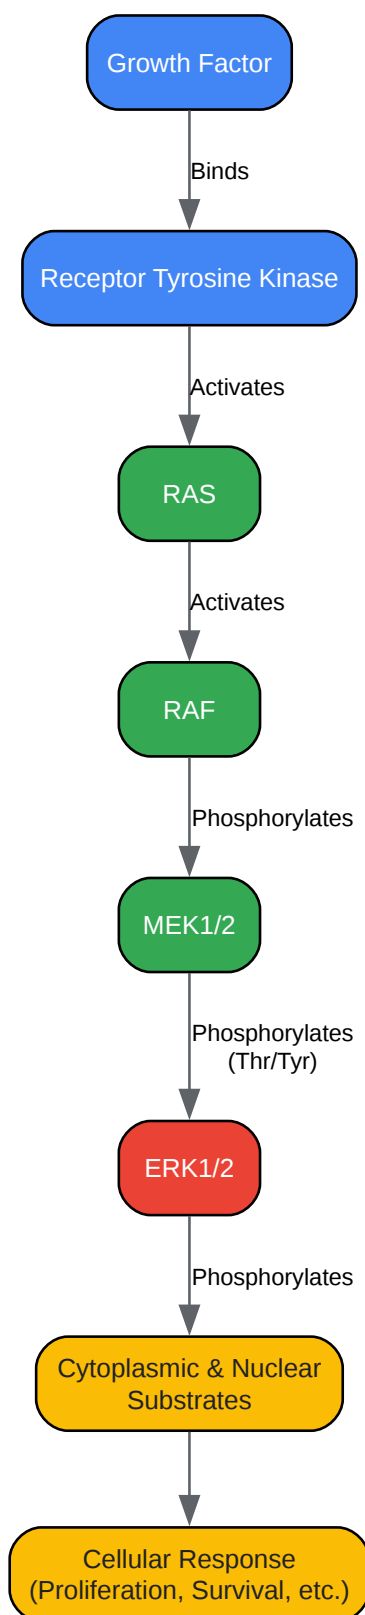 Growth Factor
Binds
Receptor Tyrosine Kinase
Activates
RAS
Activates
RAF
Phosphorylates
MEK1/2
Phosphorylates
(Thr/Tyr)
ERK1/2
Phosphorylates
Cytoplasmic & Nuclear
Substrates
Cellular Response
(Proliferation, Survival, etc.)